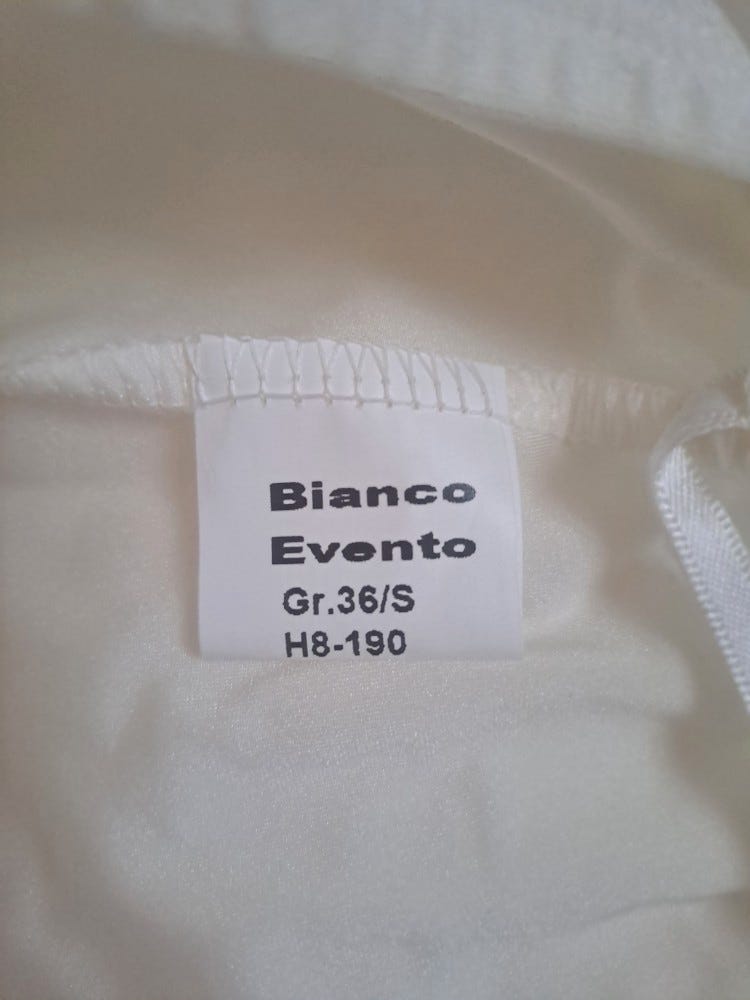 Bianco
Evento
Gr.36/S
H8-190